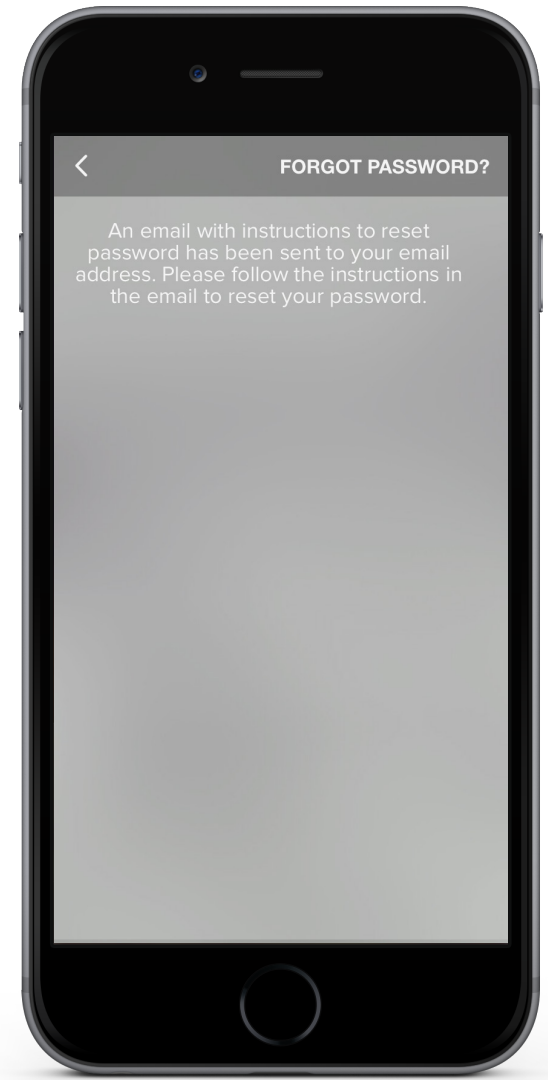 FORGOT PASSWORD?
An email with instructions to reset
password has been sent to your email
address. Please follow the instructions in
the email to reset your password.